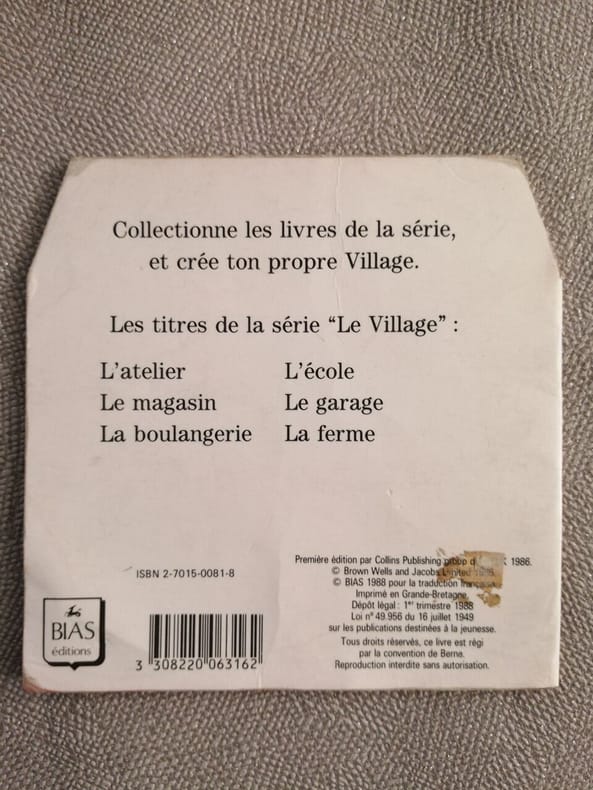 Collectionne les livres de la série,
et crée ton propre Village.
Les titres de la série “Le Village” :
L'atelier
Le magasin
La boulangerie
L'école
Le garage
La ferme
ISBN 2-7015-0081-8
BIAS
éditions
3 308220 063162
Première édition par Collins Publishing group 1986.
© Brown Wells and Jacobs Limited
© BIAS 1988 pour la traduction française
Imprimé en Grande-Bretagne.
Dépôt légal : 1er trimestre 1988
Loi n° 49.956 du 16 juillet 1949
sur les publications destinées à la jeunesse.
Tous droits réservés, ce livre est régi
par la convention de Berne.
Reproduction interdite sans autorisation.